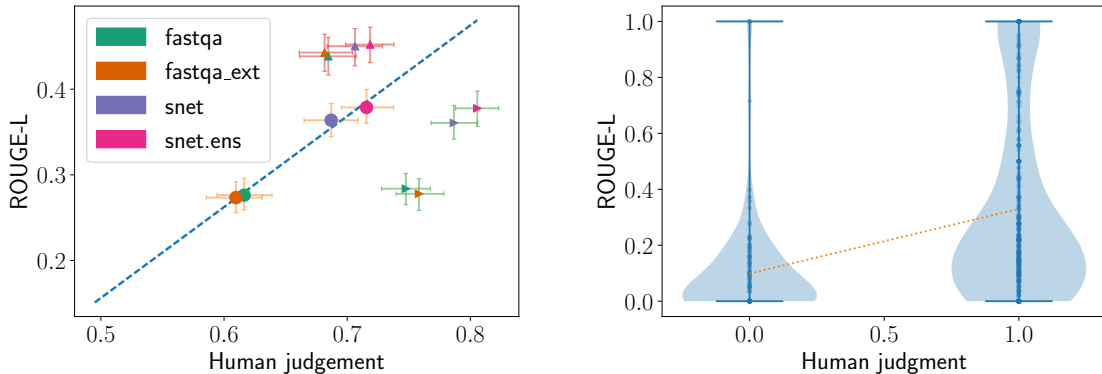 fastqa
fastqa_ext
snet
snet.ens
0.4
0.3
0.2
ROUGE-L
0.5 0.6 0.7 0.8
Human judgement
1.0
0.8
0.6
0.4
0.2
0.0
ROUGE-L
0.0 0.5 1.0
Human judgment